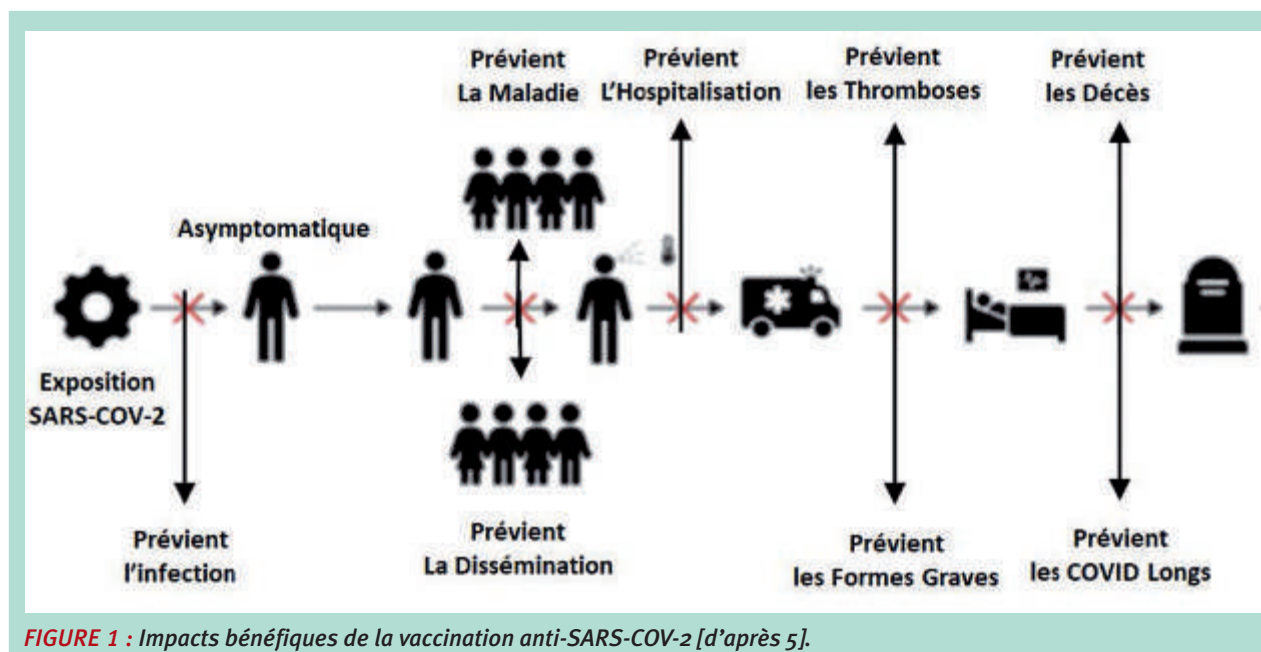 Prévient
La Maladie
Prévient
L'Hospitalisation
Prévient
les Thromboses
Prévient
les Décès
Asymptomatique
Exposition
SARS-COV-2
Prévient
l'infection
Prévient
La Dissémination
Prévient
les Formes Graves
Prévient
les COVID Longs
FIGURE 1 : Impacts bénéfiques de la vaccination anti-SARS-COV-2 [d'après 5].